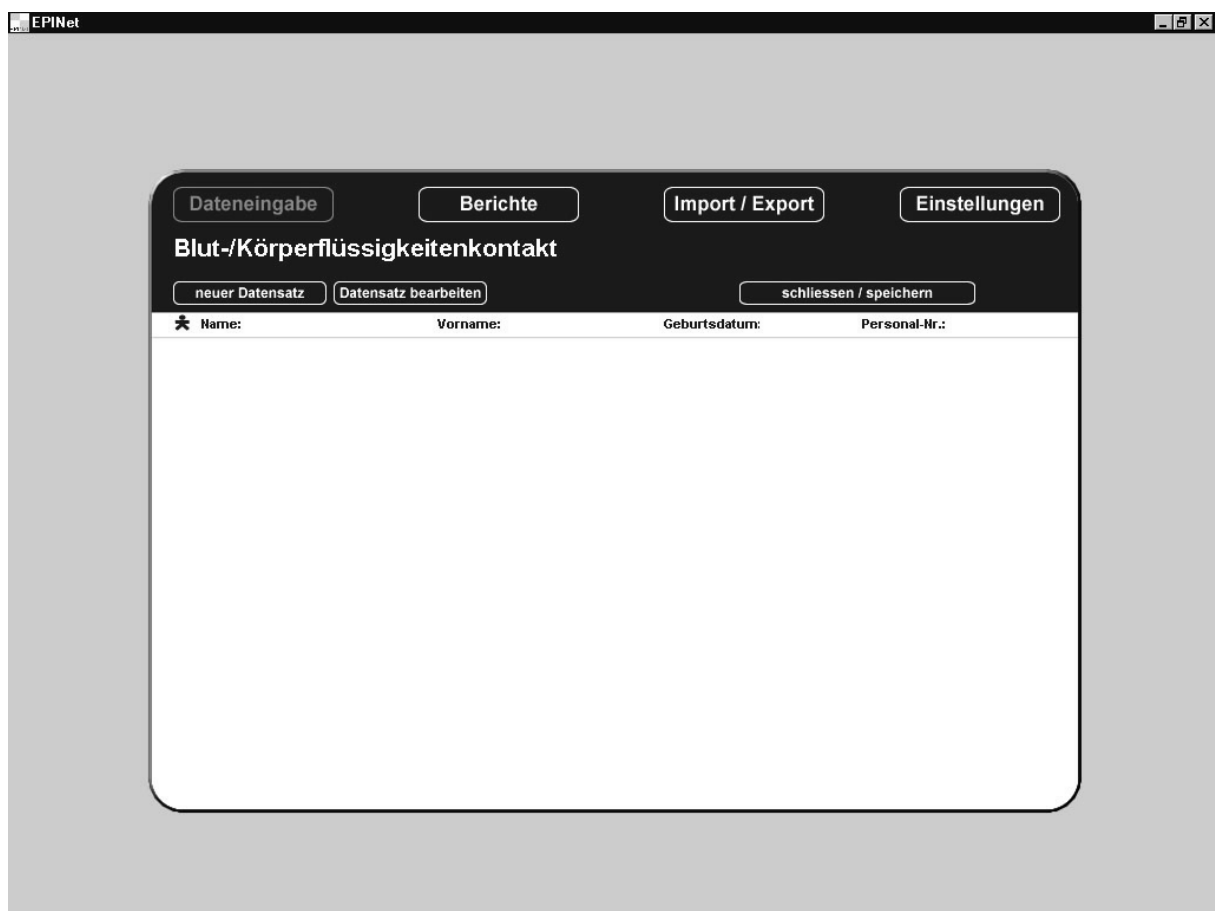 EPINet
Dateneingabe Berichte Import / Export Einstellungen
Blut-/Körperflüssigkeitenkontakt
neuer Datensatz Datensatz bearbeiten schliessen / speichern
Name: Vorname: Geburtsdatum: Personal-Nr.: